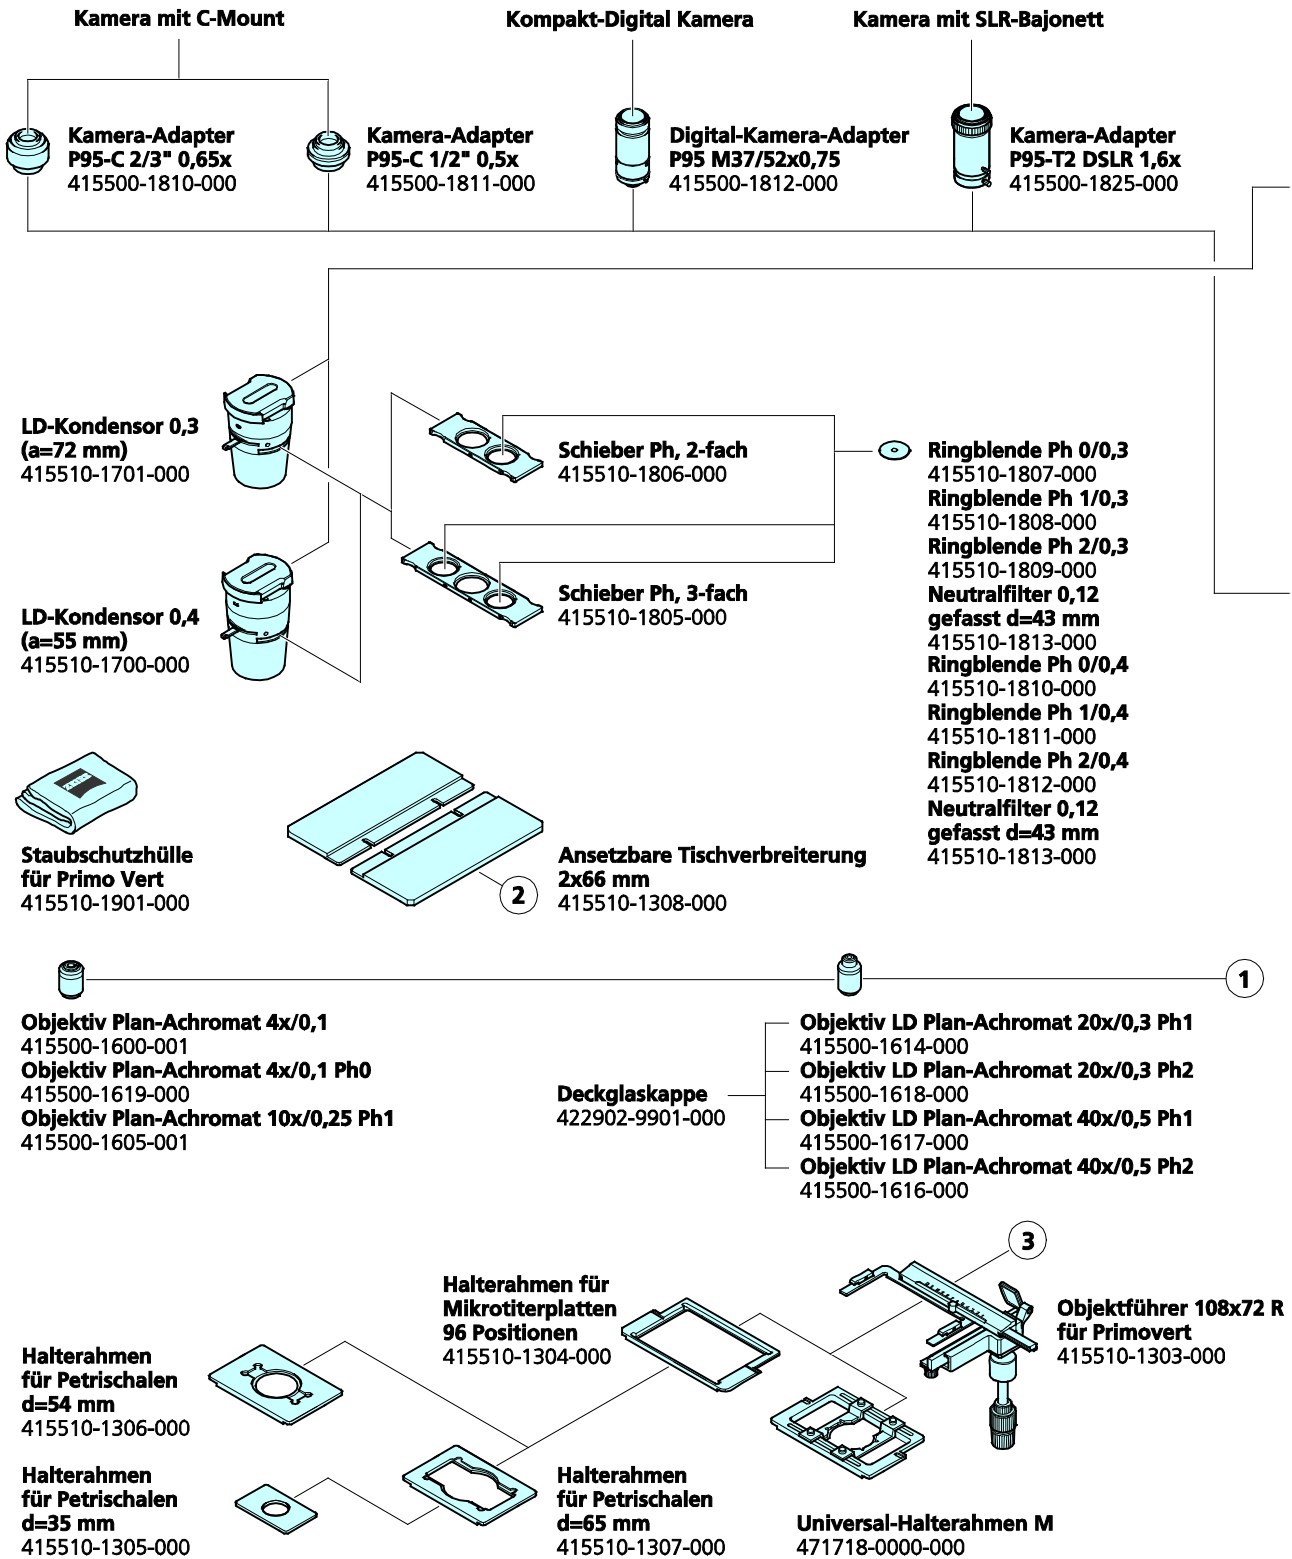 Kamera mit C-Mount
Kompakt-Digital Kamera
Kamera mit SLR-Bajonett
Kamera-Adapter
P95-C 2/3" 0,65x
415500-1810-000
Kamera-Adapter
P95-C 1/2" 0,5x
415500-1811-000
Digital-Kamera-Adapter
P95 M37/52x0,75
415500-1812-000
Kamera-Adapter
P95-T2 DSLR 1,6x
415500-1825-000
LD-Kondensor 0,3
(a=72 mm)
415510-1701-000
Schieber Ph, 2-fach
415510-1806-000
LD-Kondensor 0,4
(a=55 mm)
415510-1700-000
Schieber Ph, 3-fach
415510-1805-000
Ringblende Ph 0/0,3
415510-1807-000
Ringblende Ph 1/0,3
415510-1808-000
Ringblende Ph 2/0,3
415510-1809-000
Neutralfilter 0,12
gefasst d=43 mm
415510-1813-000
Ringblende Ph 0/0,4
415510-1810-000
Ringblende Ph 1/0,4
415510-1811-000
Ringblende Ph 2/0,4
415510-1812-000
Neutralfilter 0,12
gefasst d=43 mm
415510-1813-000
Staubschutzhülle
für Primo Vert
415510-1901-000
2
Ansetzbare Tischverbreiterung
2x66 mm
415510-1308-000
1
Objektiv Plan-Achromat 4x/0,1
415500-1600-001
Objektiv Plan-Achromat 4x/0,1 Ph0
415500-1619-000
Objektiv Plan-Achromat 10x/0,25 Ph1
415500-1605-001
Deckglaskappe
422902-9901-000
Objektiv LD Plan-Achromat 20x/0,3 Ph1
415500-1614-000
Objektiv LD Plan-Achromat 20x/0,3 Ph2
415500-1618-000
Objektiv LD Plan-Achromat 40x/0,5 Ph1
415500-1617-000
Objektiv LD Plan-Achromat 40x/0,5 Ph2
415500-1616-000
3
Halterahmen für
Mikrotiterplatten
96 Positionen
415510-1304-000
Objektführer 108x72 R
für Primovert
415510-1303-000
Halterahmen
für Petrischalen
d=54 mm
415510-1306-000
Halterahmen
für Petrischalen
d=35 mm
415510-1305-000
Halterahmen
für Petrischalen
d=65 mm
415510-1307-000
Universal-Halterahmen M
471718-0000-000